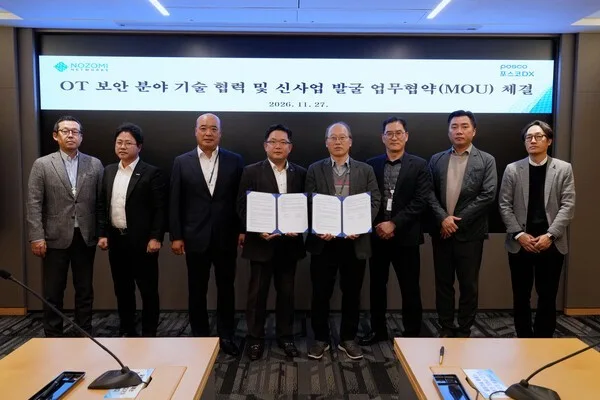 NOZOMI
NETWORKS
posco
포스코DX
OT 보안 분야 기술 협력 및 신사업 발굴 업무협약(MOU) 체결
2026. 11. 27.